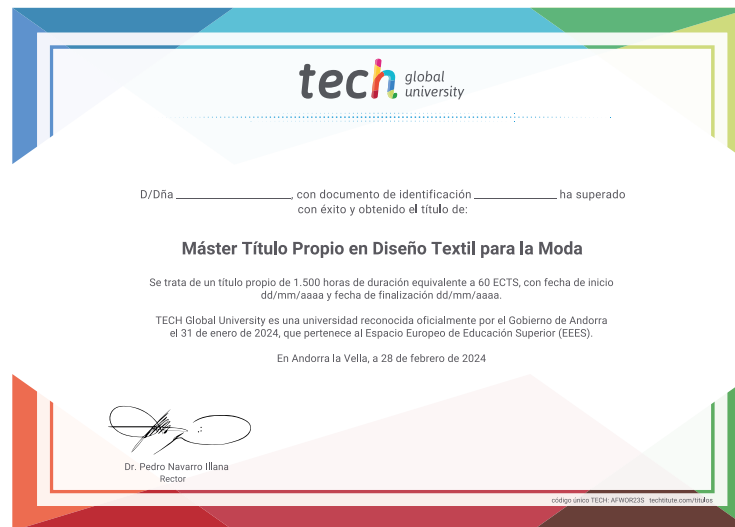 tech global university
D/Dña ____________________, con documento de identificación ______________ ha superado
con éxito y obtenido el título de:
Máster Título Propio en Diseño Textil para la Moda
Se trata de un título propio de 1.500 horas de duración equivalente a 60 ECTS, con fecha de inicio
dd/mm/aaaa y fecha de finalización dd/mm/aaaa.
TECH Global University es una universidad reconocida oficialmente por el Gobierno de Andorra
el 31 de enero de 2024, que pertenece al Espacio Europeo de Educación Superior (EEES).
En Andorra la Vella, a 28 de febrero de 2024
Dr. Pedro Navarro Illana
Rector
código único TECH: AFWOR23S techtitute.com/titulos